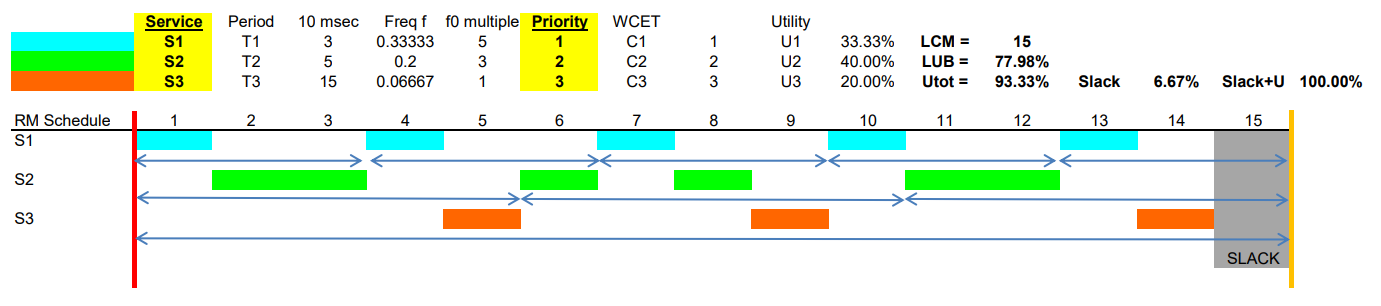 Service Period 10 msec Freq f f0 multiple Priority WCET Utility
S1 T1 3 0.33333 5 1 C1 1 U1 33.33% LCM = 15
S2 T2 5 0.2 3 2 C2 2 U2 40.00% LUB = 77.98%
S3 T3 15 0.06667 1 3 C3 3 U3 20.00% Utot = 93.33% Slack 6.67% Slack+U 100.00%
RM Schedule 1 2 3 4 5 6 7 8 9 10 11 12 13 14 15
S1
S2
S3
SLACK